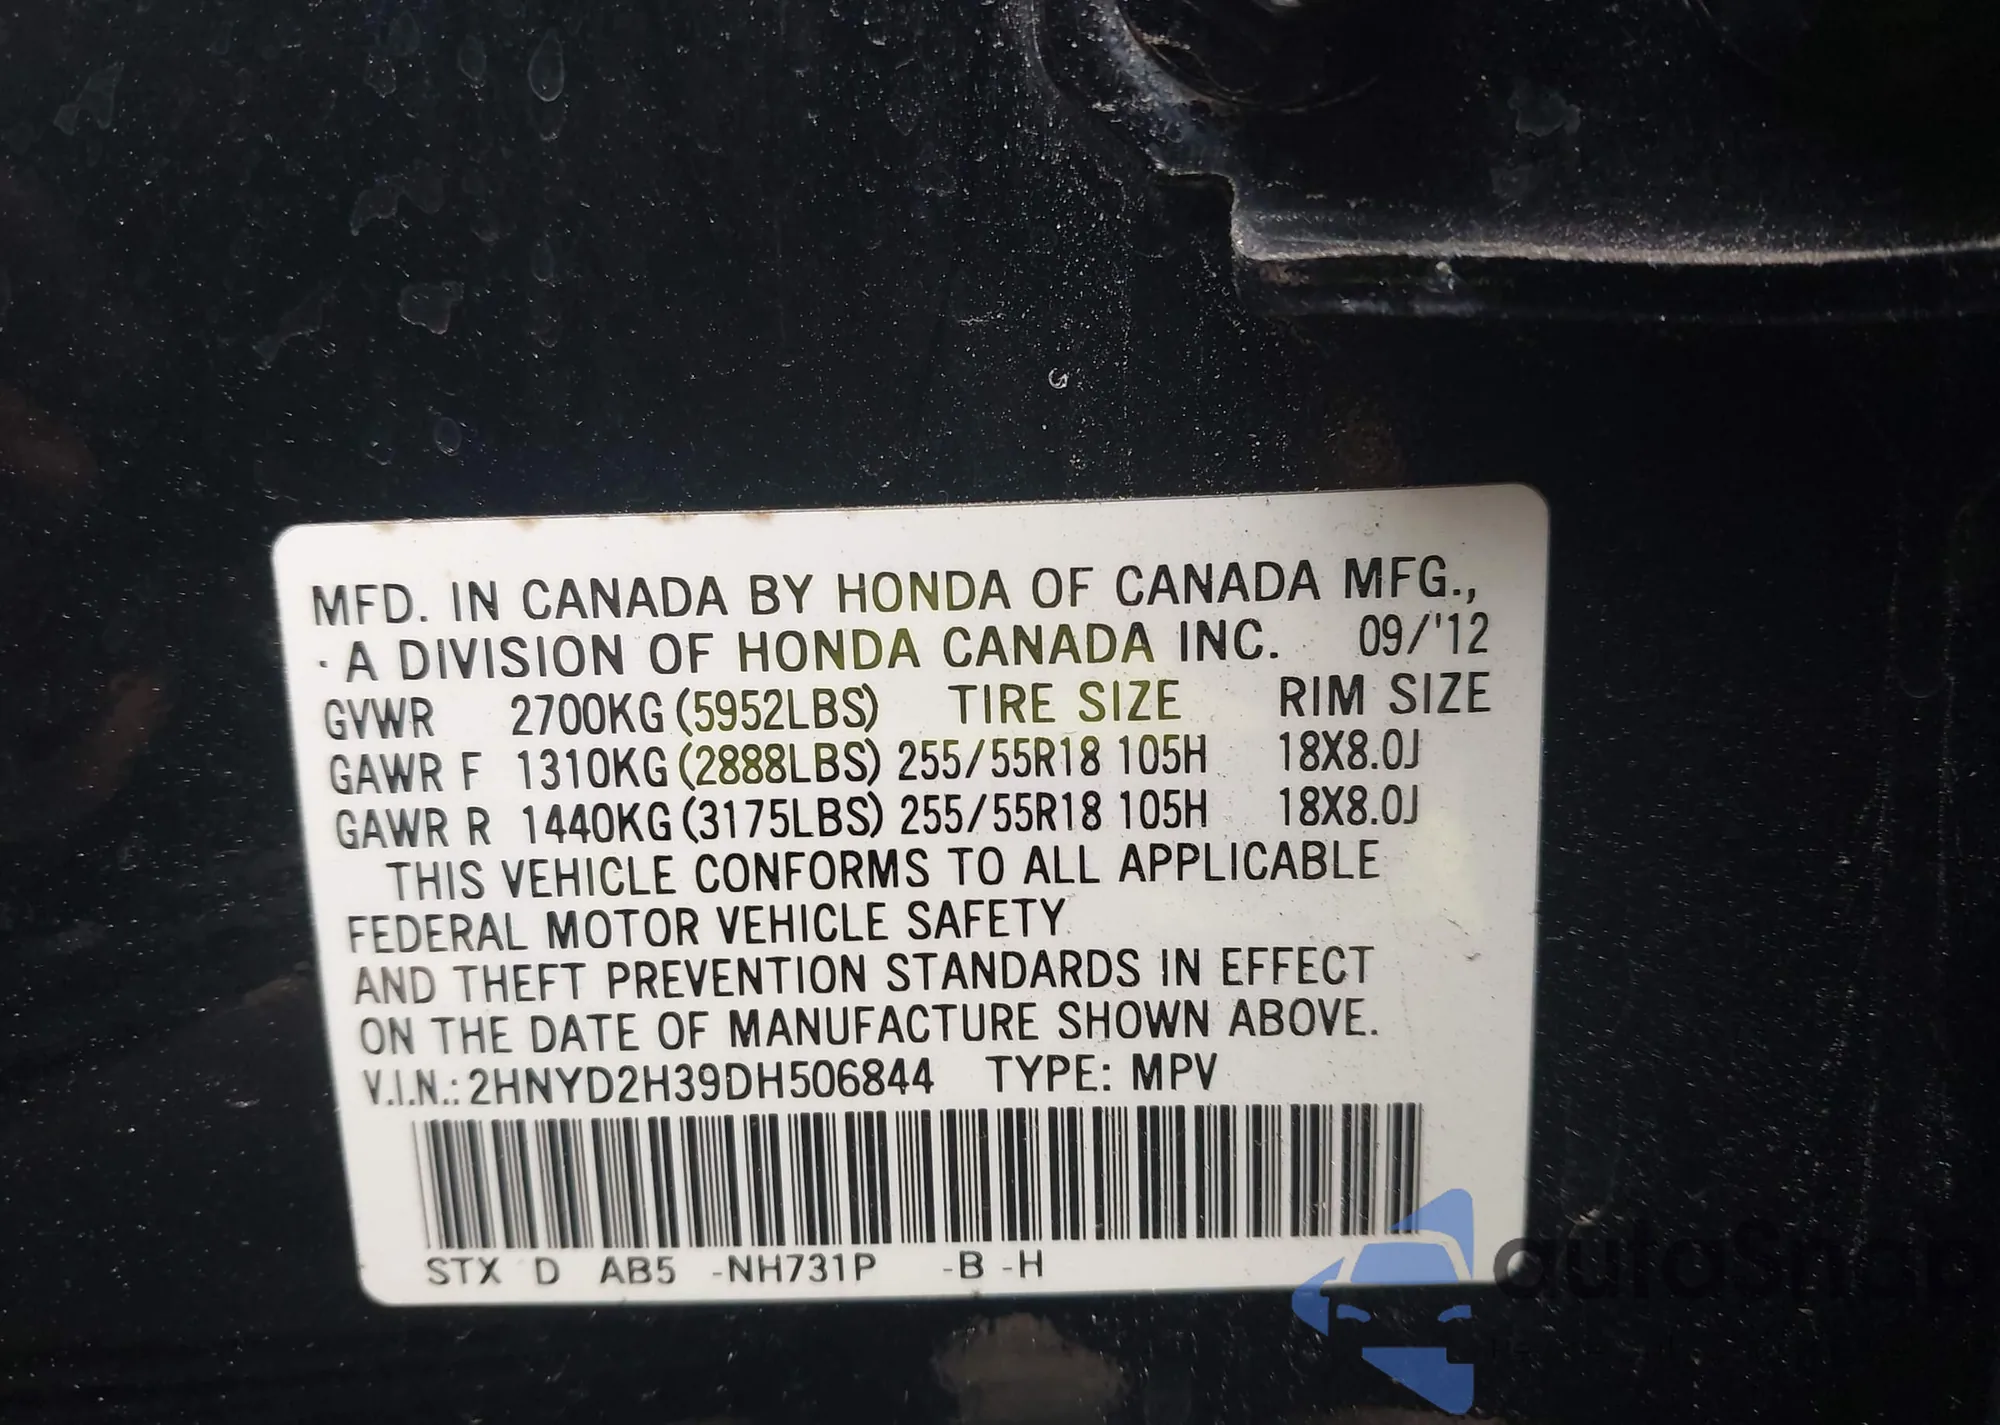 MFD. IN CANADA BY HONDA OF CANADA MFG.,
· A DIVISION OF HONDA CANADA INC. 09/'12
GVWR 2700KG (5952LBS) TIRE SIZE RIM SIZE
GAWR F 1310KG (2888LBS) 255/55R18 105H 18X8.0J
GAWR R 1440KG (3175LBS) 255/55R18 105H 18X8.0J
THIS VEHICLE CONFORMS TO ALL APPLICABLE
FEDERAL MOTOR VEHICLE SAFETY
AND THEFT PREVENTION STANDARDS IN EFFECT
ON THE DATE OF MANUFACTURE SHOWN ABOVE.
V.I.N.: 2HNYD2H39DH506844 TYPE: MPV
STX D AB5 -NH731P -B -H
autaSnap